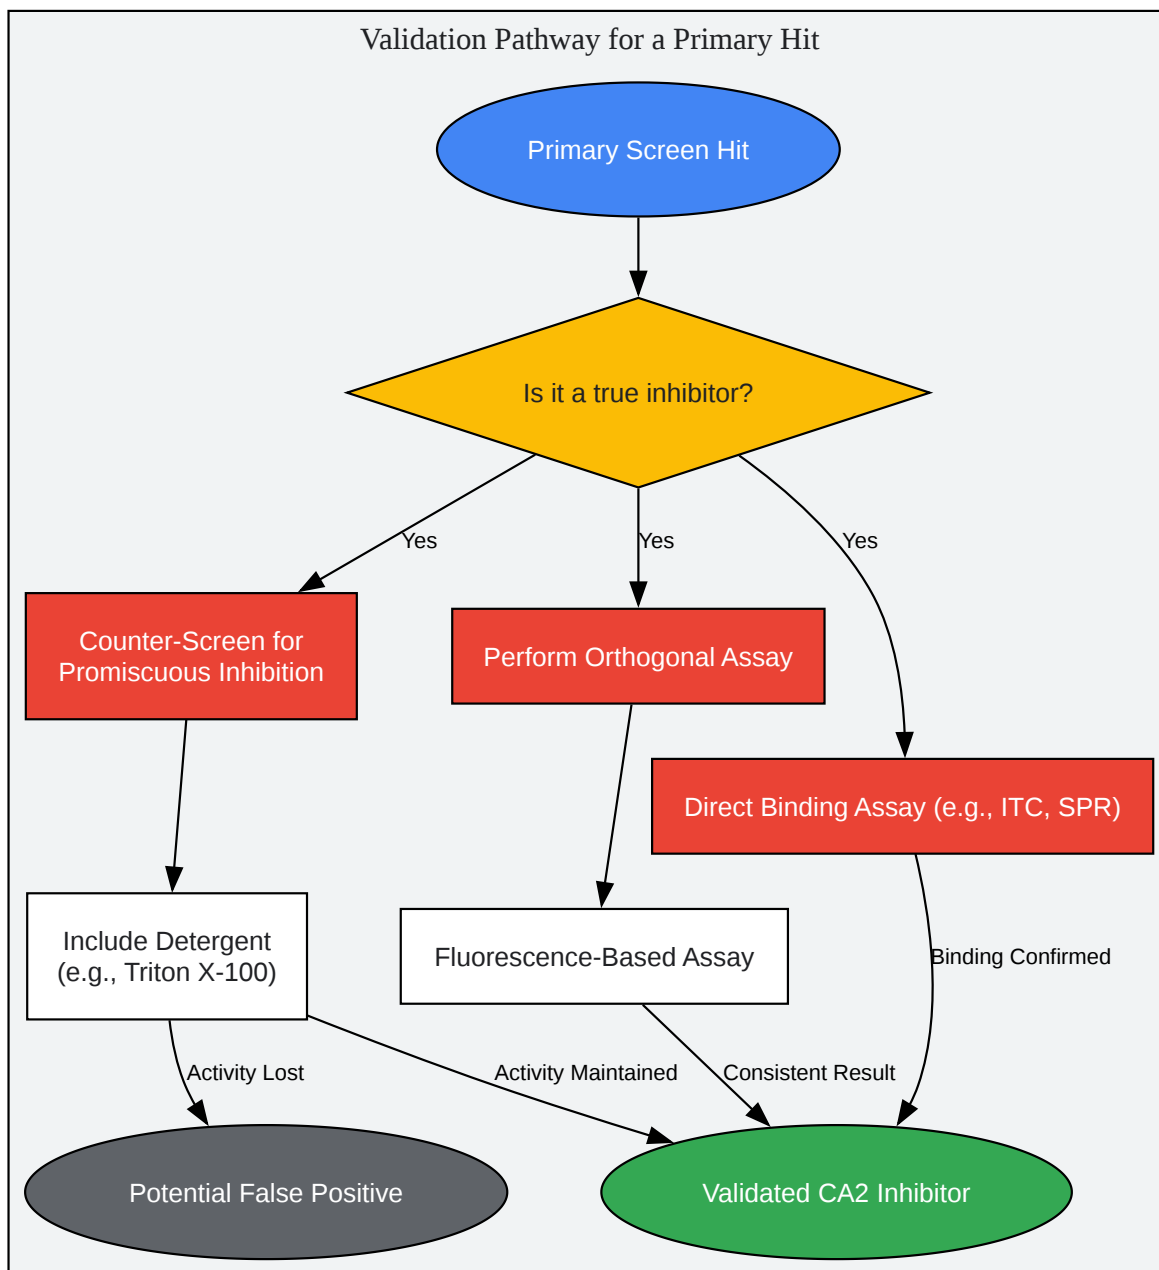 Validation Pathway for a Primary Hit
Primary Screen Hit
Is it a true inhibitor?
Yes
Yes
Yes
Counter-Screen for
Promiscuous Inhibition
Perform Orthogonal Assay
Direct Binding Assay (e.g., ITC, SPR)
Include Detergent
(e.g., Triton X-100)
Fluorescence-Based Assay
Binding Confirmed
Activity Lost
Activity Maintained
Consistent Result
Potential False Positive
Validated CA2 Inhibitor